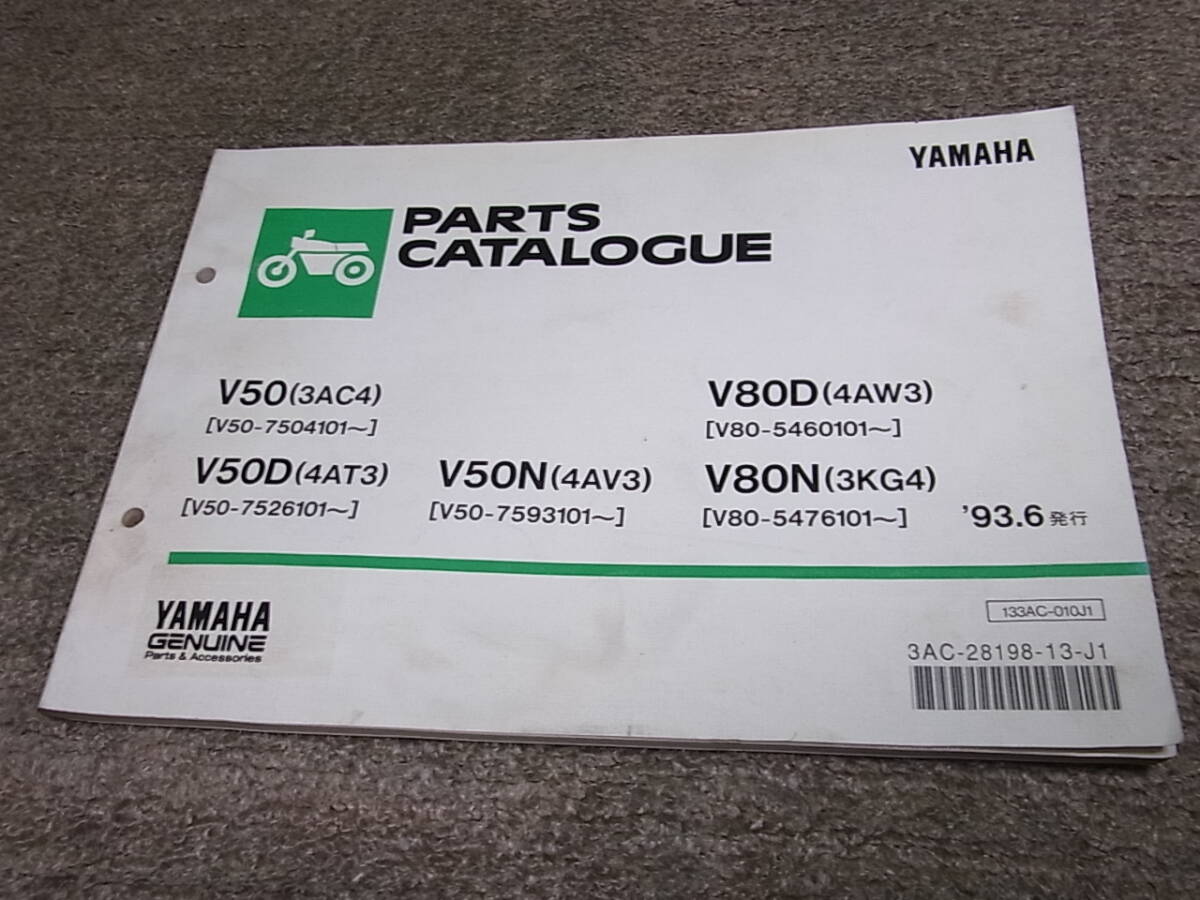 YAMAHA
PARTS
CATALOGUE
V50(3AC4)
[V50-7504101~]
V80D(4AW3)
[V80-5460101~]
V50D(4AT3)
[V50-7526101~]
V50N(4AV3)
[V50-7593101~]
V80N(3KG4)
[V80-5476101~]
'93.6 発行
YAMAHA
GENUINE
Parts & Accessories
133AC-010J1
3AC-28198-13-J1